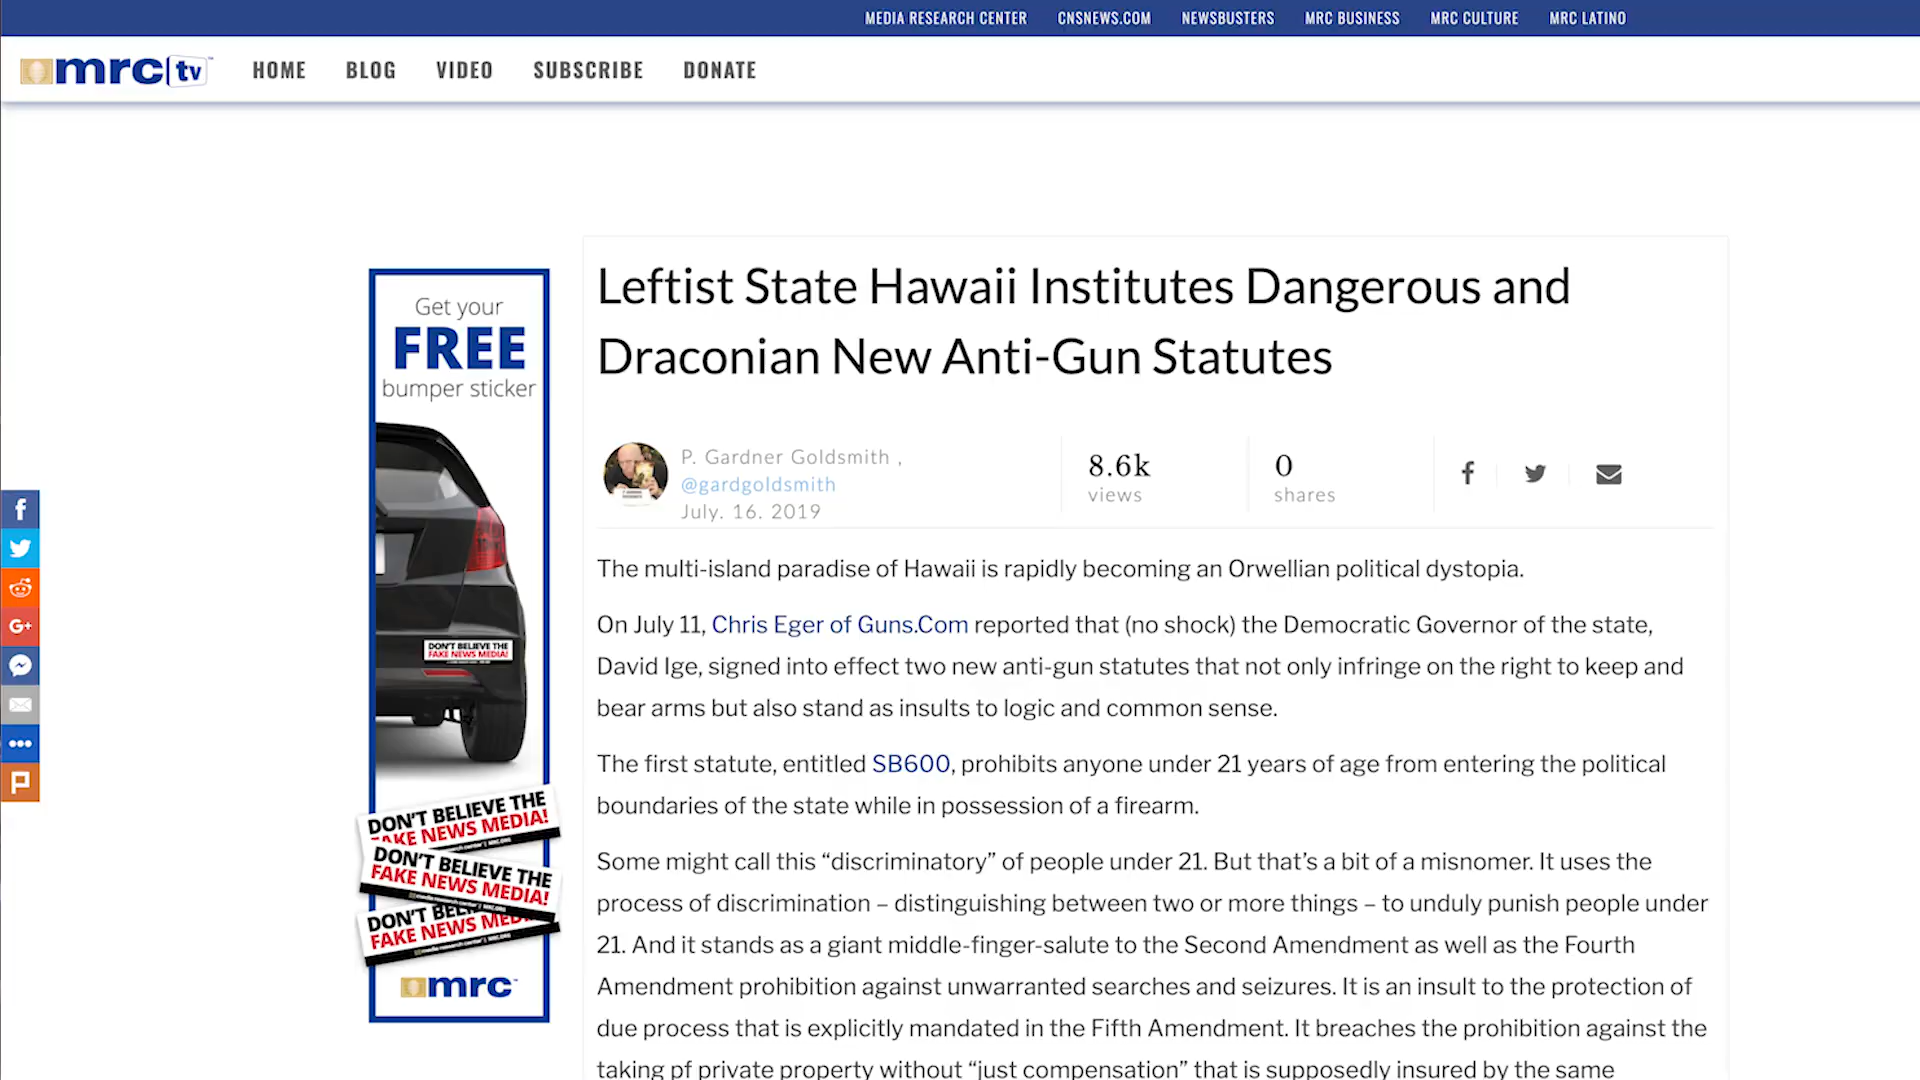 MEDIA RESEARCH CENTER CNSNEWS.COM NEWSBUSTERS MRC BUSINESS MRC CULTURE MRC LATINO
mrc tv HOME BLOG VIDEO SUBSCRIBE DONATE
Get your
FREE
bumper sticker
DON'T BELIEVE THE
FAKE NEWS MEDIA!
DON'T BELIEVE THE
FAKE NEWS MEDIA!
DON'T BELIEVE THE
FAKE NEWS MEDIA!
mrc
Leftist State Hawaii Institutes Dangerous and
Draconian New Anti-Gun Statutes
P. Gardner Goldsmith ,
@gardgoldsmith
July. 16. 2019
8.6k
views
0
shares
The multi-island paradise of Hawaii is rapidly becoming an Orwellian political dystopia.
On July 11, Chris Eger of Guns.Com reported that (no shock) the Democratic Governor of the state,
David Ige, signed into effect two new anti-gun statutes that not only infringe on the right to keep and
bear arms but also stand as insults to logic and common sense.
The first statute, entitled SB600, prohibits anyone under 21 years of age from entering the political
boundaries of the state while in possession of a firearm.
Some might call this “discriminatory” of people under 21. But that’s a bit of a misnomer. It uses the
process of discrimination – distinguishing between two or more things – to unduly punish people under
21. And it stands as a giant middle-finger-salute to the Second Amendment as well as the Fourth
Amendment prohibition against unwarranted searches and seizures. It is an insult to the protection of
due process that is explicitly mandated in the Fifth Amendment. It breaches the prohibition against the
taking pf private property without “just compensation” that is supposedly insured by the same